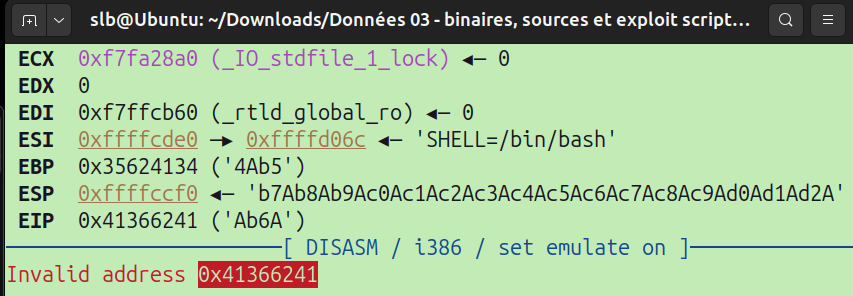 slb@Ubuntu: ~/Downloads/Données 03 - binaires, sources et exploit script…
ECX 0xf7fa28a0 (_IO_stdfile_1_lock) ◂— 0
EDX 0
EDI 0xf7ffcb60 (_rtld_global_ro) ◂— 0
ESI 0xffffcde0 —▸ 0xffffd06c ◂— 'SHELL=/bin/bash'
EBP 0x35624134 ('4Ab5')
ESP 0xffffccf0 ◂— 'b7Ab8Ab9Ac0Ac1Ac2Ac3Ac4Ac5Ac6Ac7Ac8Ac9Ad0Ad1Ad2A'
EIP 0x41366241 ('Ab6A')
[ DISASM / i386 / set emulate on ]
Invalid address 0x41366241